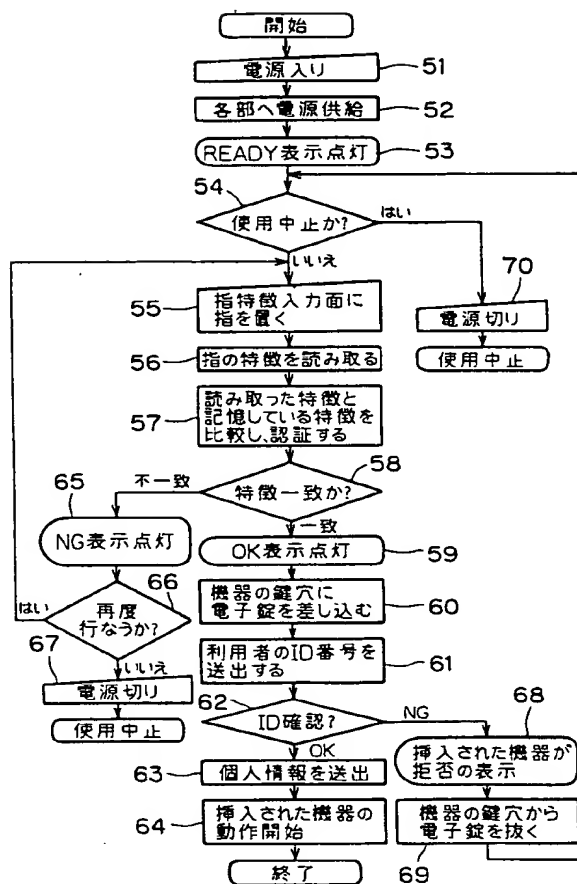 開始
電源入り
51
各部へ電源供給
52
READY表示点灯
53
54
使用中止か?
はい
いいえ
55
指特徴入力面に
指を置く
70
電源切り
使用中止
56
指の特徴を読み取る
57
読み取った特徴と
記憶している特徴を
比較し、認証する
58
特徴一致か?
不一致
一致
65
NG表示点灯
OK表示点灯
59
66
再度
行なうか?
はい
いいえ
機器の鍵穴に
電子錠を差し込む
60
利用者のID番号を
送出する
61
67
電源切り
使用中止
62
ID確認?
NG
OK
68
挿入された機器が
拒否の表示
63
個人情報を送出
64
挿入された機器の
動作開始
機器の鍵穴から
電子錠を抜く
69
終了